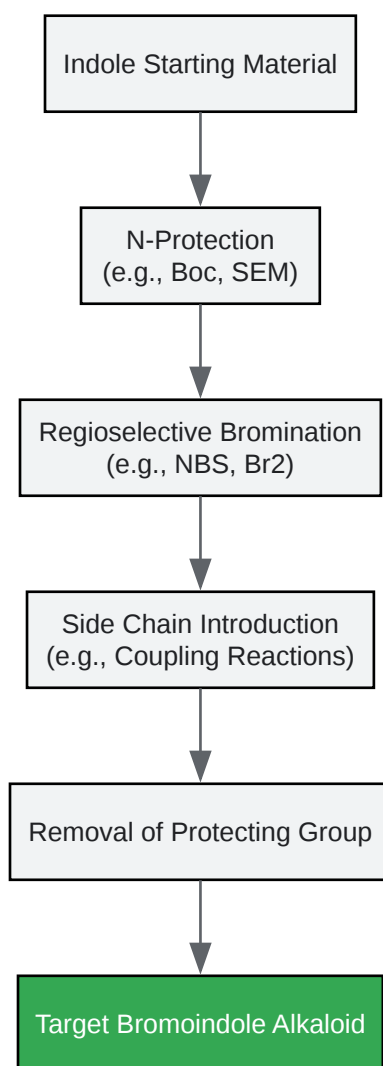 Indole Starting Material
N-Protection
(e.g., Boc, SEM)
Regioselective Bromination
(e.g., NBS, Br2)
Side Chain Introduction
(e.g., Coupling Reactions)
Removal of Protecting Group
Target Bromoindole Alkaloid